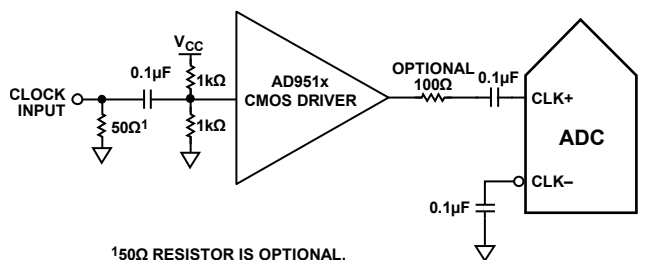 VCC
0.1µF
1kΩ
CLOCK
INPUT
50Ω1
1kΩ
AD951x
CMOS DRIVER
OPTIONAL
100Ω
0.1µF
CLK+
ADC
CLK–
0.1µF
150Ω RESISTOR IS OPTIONAL.